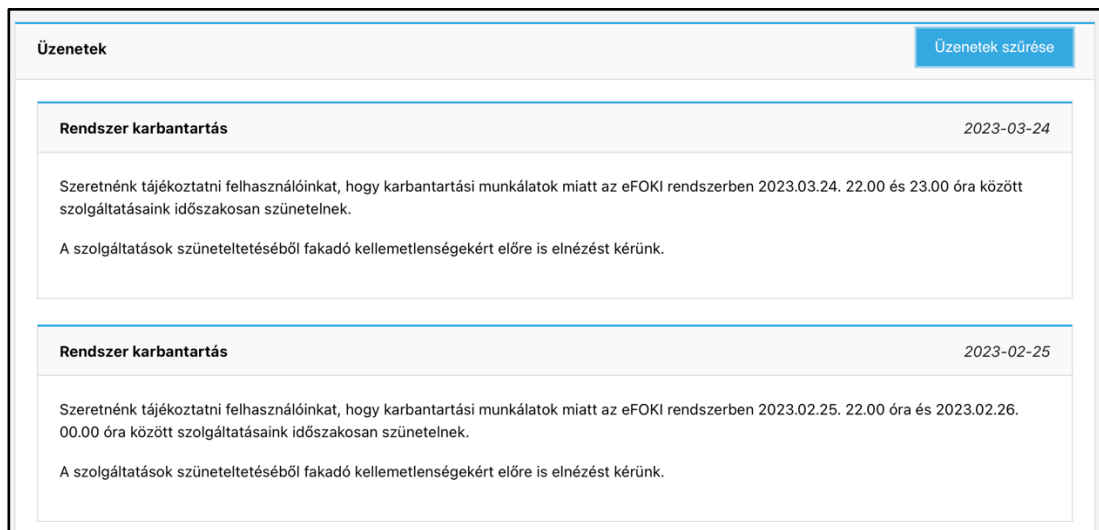 Üzenetek
Üzenetek szűrése
Rendszer karbantartás
2023-03-24
Szeretnénk tájékoztatni felhasználóinkat, hogy karbantartási munkálatok miatt az eFOKI rendszerben 2023.03.24. 22.00 és 23.00 óra között
szolgáltatásaink időszakosan szünetelnek.
A szolgáltatások szüneteltetéséből fakadó kellemetlenségekért előre is elnézést kérünk.
Rendszer karbantartás
2023-02-25
Szeretnénk tájékoztatni felhasználóinkat, hogy karbantartási munkálatok miatt az eFOKI rendszerben 2023.02.25. 22.00 óra és 2023.02.26.
00.00 óra között szolgáltatásaink időszakosan szünetelnek.
A szolgáltatások szüneteltetéséből fakadó kellemetlenségekért előre is elnézést kérünk.